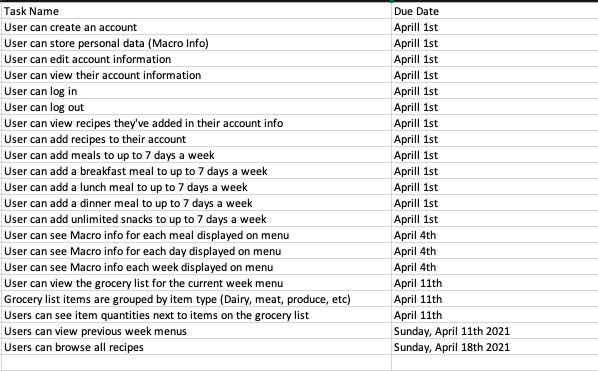 Task Name Due Date
User can create an account Aprill 1st
User can store personal data (Macro Info) Aprill 1st
User can edit account information Aprill 1st
User can view their account information Aprill 1st
User can log in Aprill 1st
User can log out Aprill 1st
User can view recipes they've added in their account info Aprill 1st
User can add recipes to their account Aprill 1st
User can add meals to up to 7 days a week Aprill 1st
User can add a breakfast meal to up to 7 days a week Aprill 1st
User can add a lunch meal to up to 7 days a week Aprill 1st
User can add a dinner meal to up to 7 days a week Aprill 1st
User can add unlimited snacks to up to 7 days a week Aprill 1st
User can see Macro info for each meal displayed on menu April 4th
User can see Macro info for each day displayed on menu April 4th
User can see Macro info each week displayed on menu April 4th
User can view the grocery list for the current week menu April 11th
Grocery list items are grouped by item type (Dairy, meat, produce, etc) April 11th
Users can see item quantities next to items on the grocery list April 11th
Users can view previous week menus Sunday, April 11th 2021
Users can browse all recipes Sunday, April 18th 2021